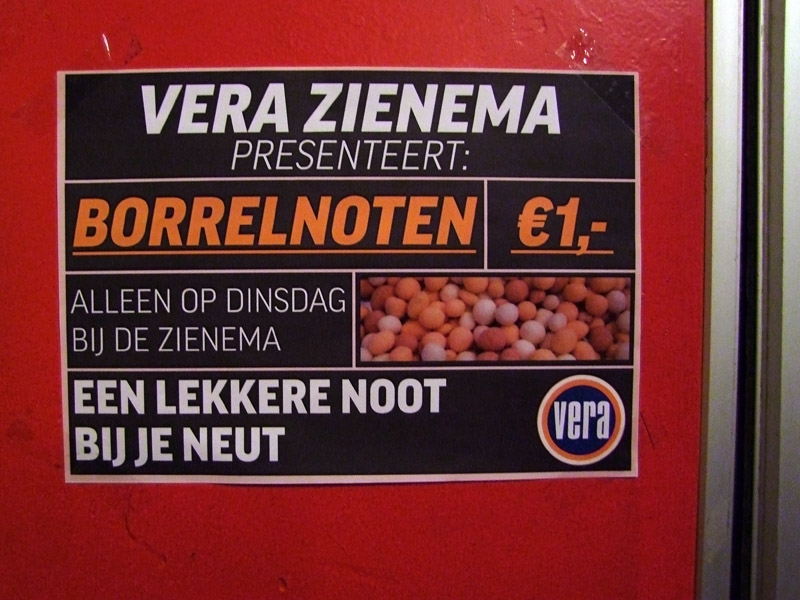 VERA ZIENEMA
PRESENTEERT:
BORRELNOTEN €1,-
ALLEEN OP DINSDAG
BIJ DE ZIENEMA
EEN LEKKERE NOOT
BIJ JE NEUT
vera